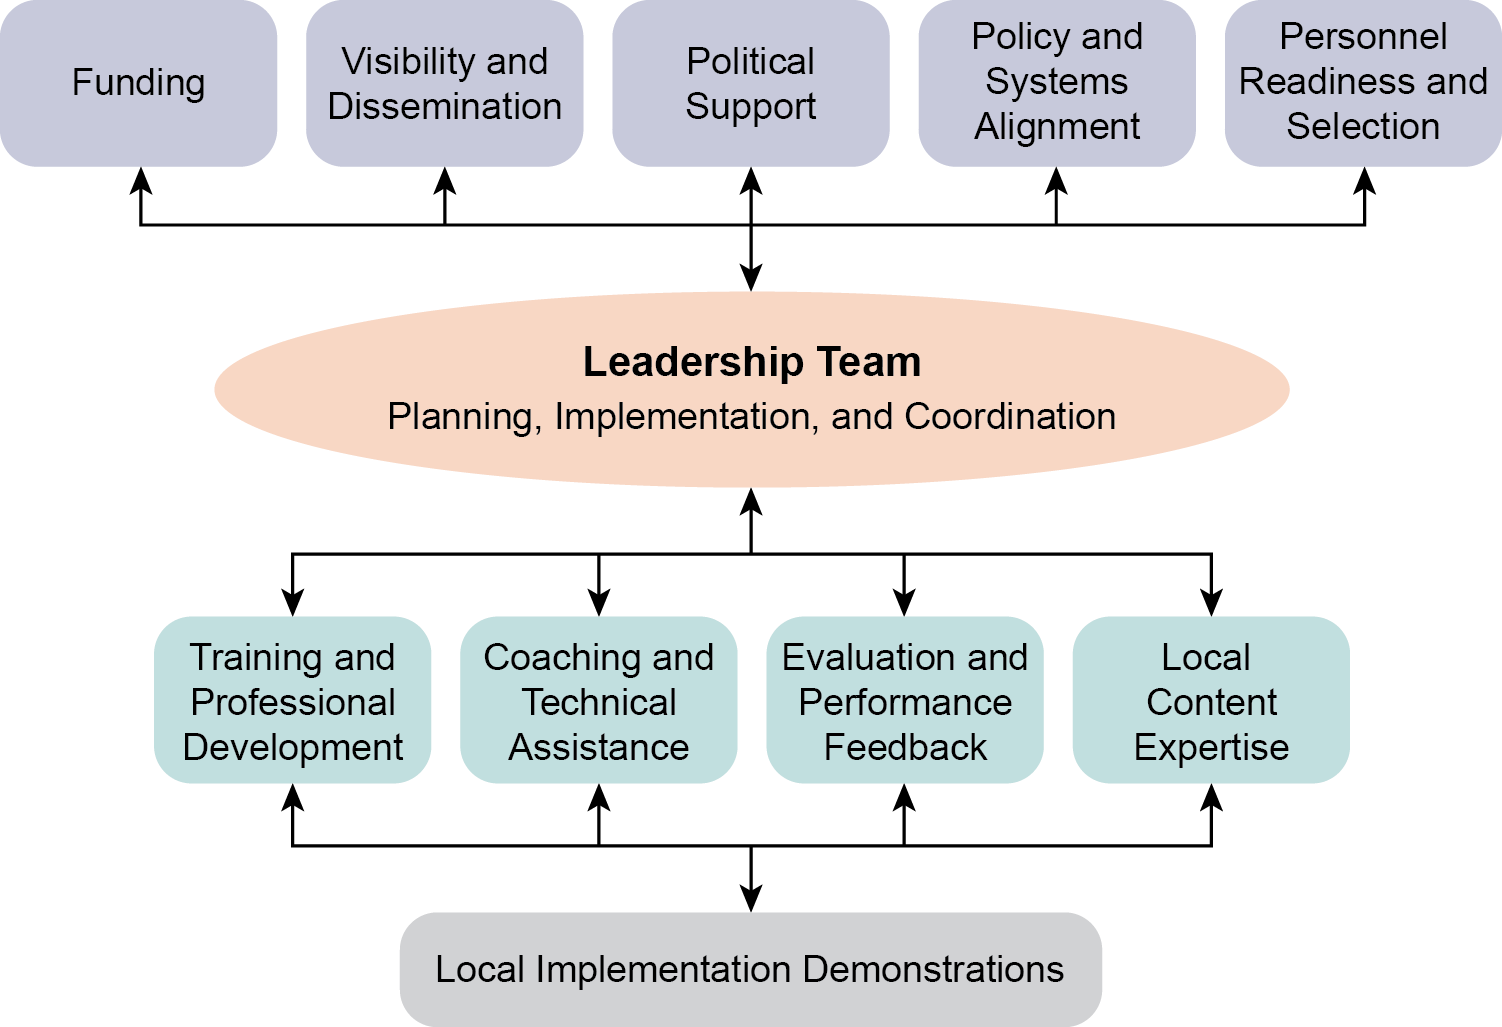 Funding
Visibility and
Dissemination
Political
Support
Policy and
Systems
Alignment
Personnel
Readiness and
Selection
Leadership Team
Planning, Implementation, and Coordination
Training and
Professional
Development
Coaching and
Technical
Assistance
Evaluation and
Performance
Feedback
Local
Content
Expertise
Local Implementation Demonstrations